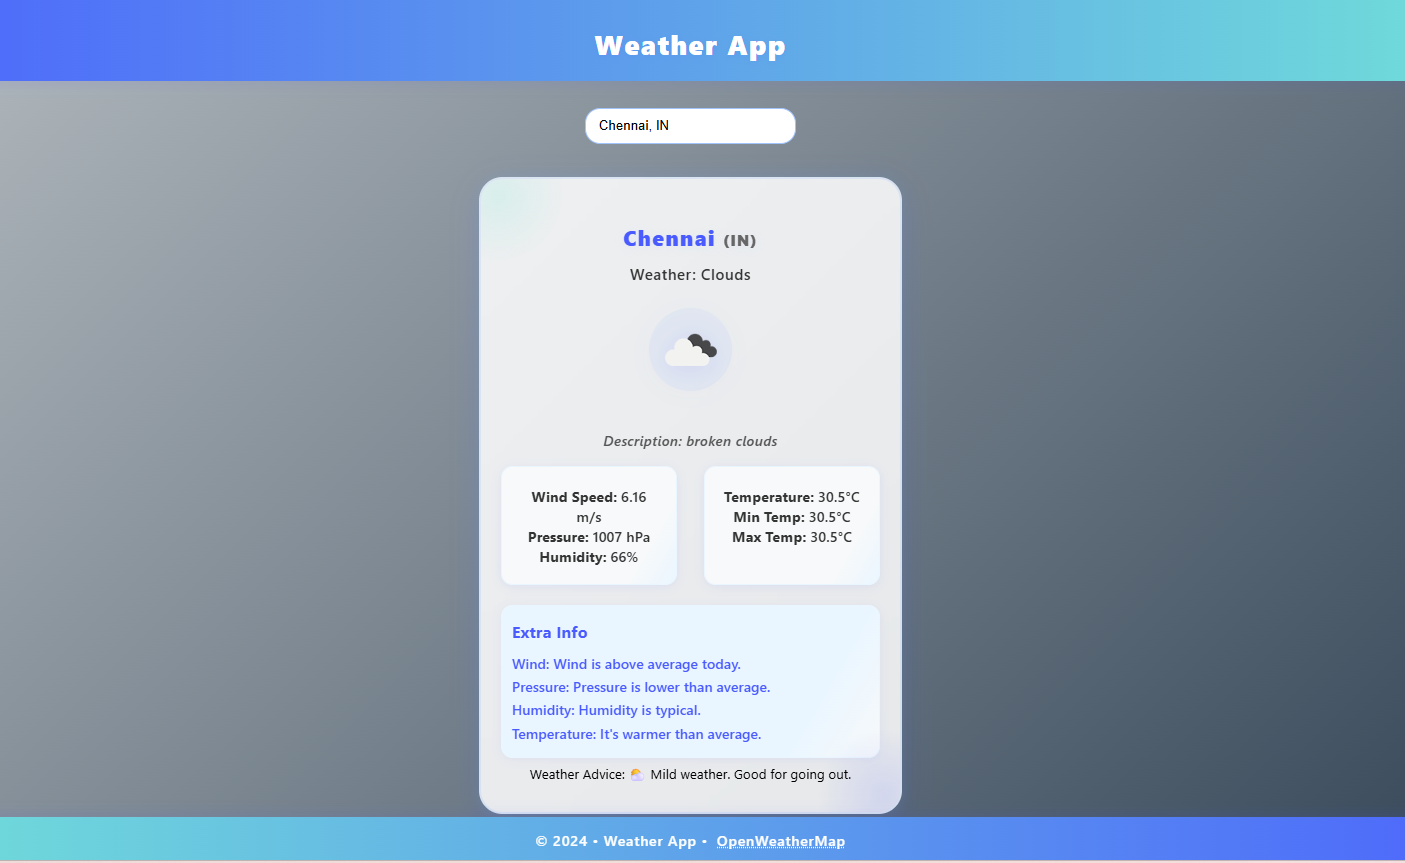 Weather App
Chennai, IN
Chennai (IN)
Weather: Clouds
Description: broken clouds
Wind Speed: 6.16
m/s
Pressure: 1007 hPa
Humidity: 66%
Temperature: 30.5°C
Min Temp: 30.5°C
Max Temp: 30.5°C
Extra Info
Wind: Wind is above average today.
Pressure: Pressure is lower than average.
Humidity: Humidity is typical.
Temperature: It's warmer than average.
Weather Advice: 🌤️ Mild weather. Good for going out.
© 2024 • Weather App • OpenWeatherMap